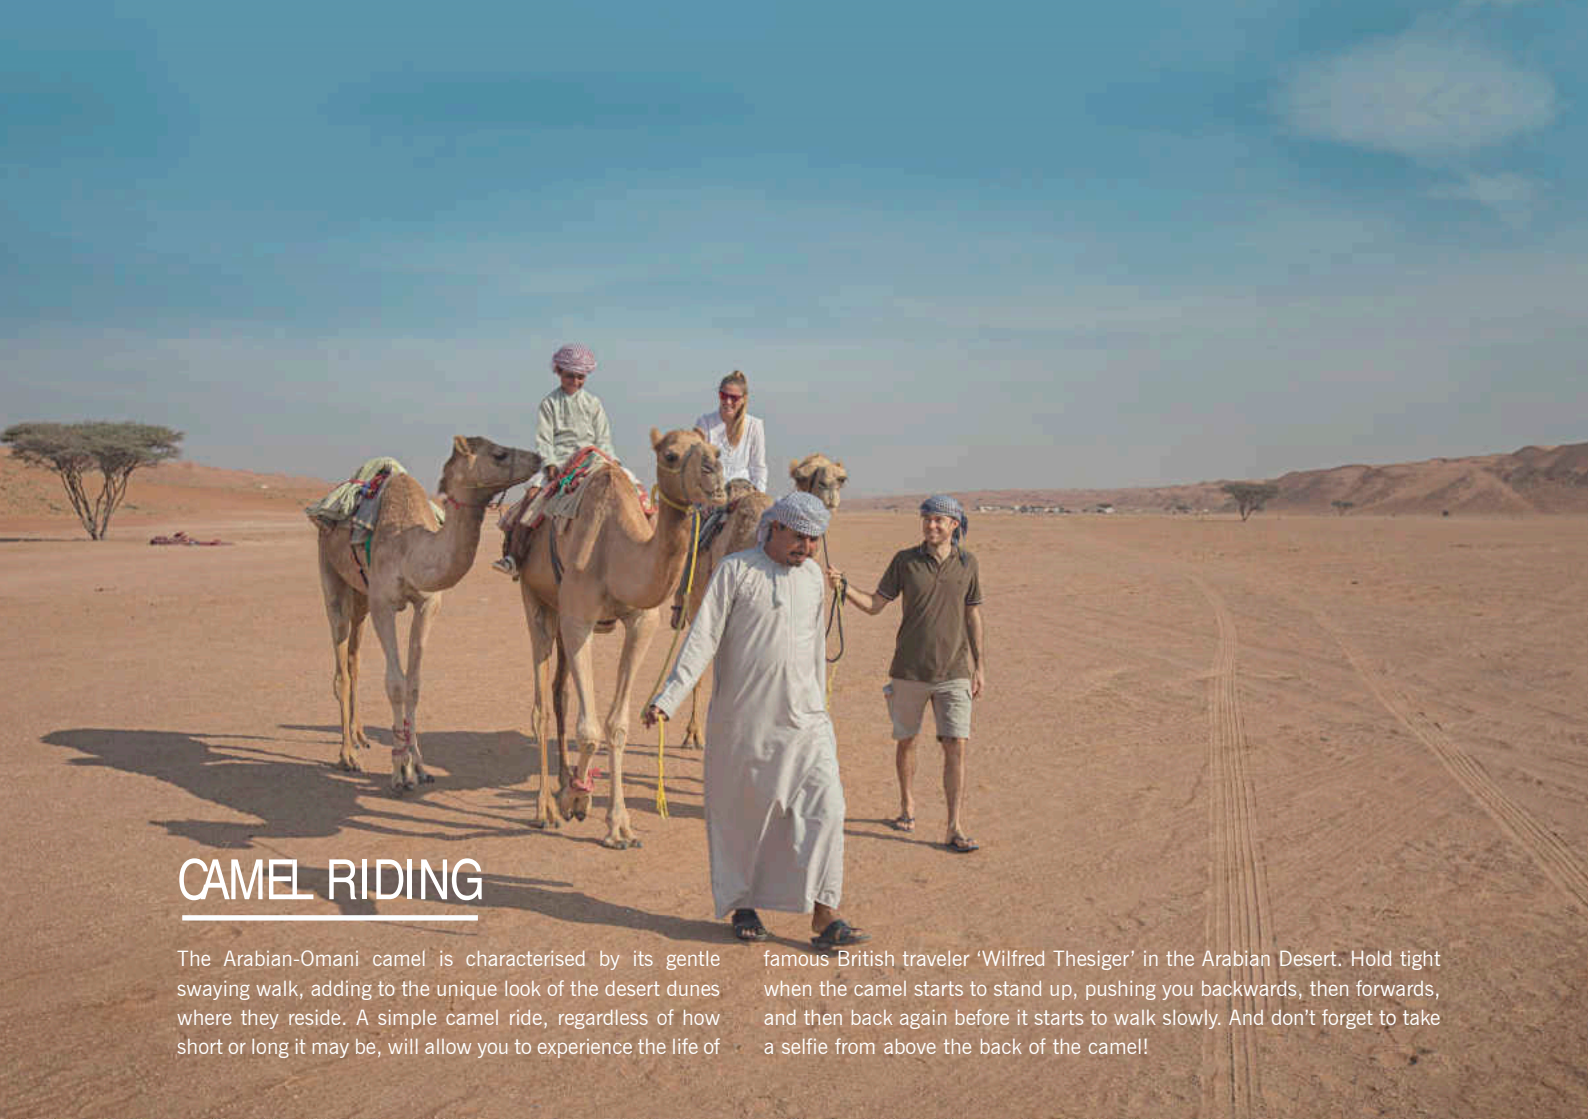 CAMEL RIDING
The Arabian-Omani camel is characterised by its gentle
swaying walk, adding to the unique look of the desert dunes
where they reside. A simple camel ride, regardless of how
short or long it may be, will allow you to experience the life of
famous British traveler ‘Wilfred Thesiger’ in the Arabian Desert. Hold tight
when the camel starts to stand up, pushing you backwards, then forwards,
and then back again before it starts to walk slowly. And don’t forget to take
a selfie from above the back of the camel!